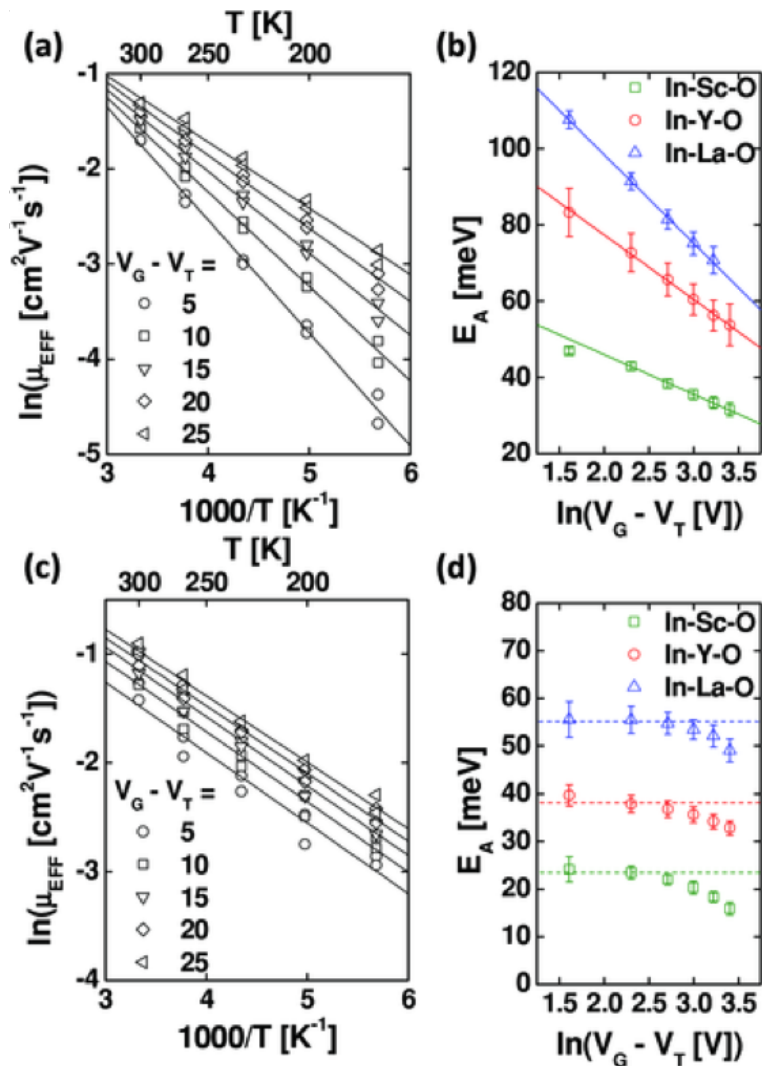 (a)
T [K]
300 250 200
-1
-2
-3
-4
-5
ln(μEFF [cm²V⁻¹s⁻¹)
VG - VT =
5
10
15
20
25
3 4 5 6
1000/T [K⁻¹]
(b)
120
100
80
60
40
20
EA [meV]
In-Sc-O
In-Y-O
In-La-O
1.5 2.0 2.5 3.0 3.5
ln(VG - VT [V])
(c)
T [K]
300 250 200
-1
-2
-3
-4
ln(μEFF [cm²V⁻¹s⁻¹)
VG - VT =
5
10
15
20
25
3 4 5 6
1000/T [K⁻¹]
(d)
80
70
60
50
40
30
20
10
0
EA [meV]
In-Sc-O
In-Y-O
In-La-O
1.5 2.0 2.5 3.0 3.5
ln(VG - VT [V])